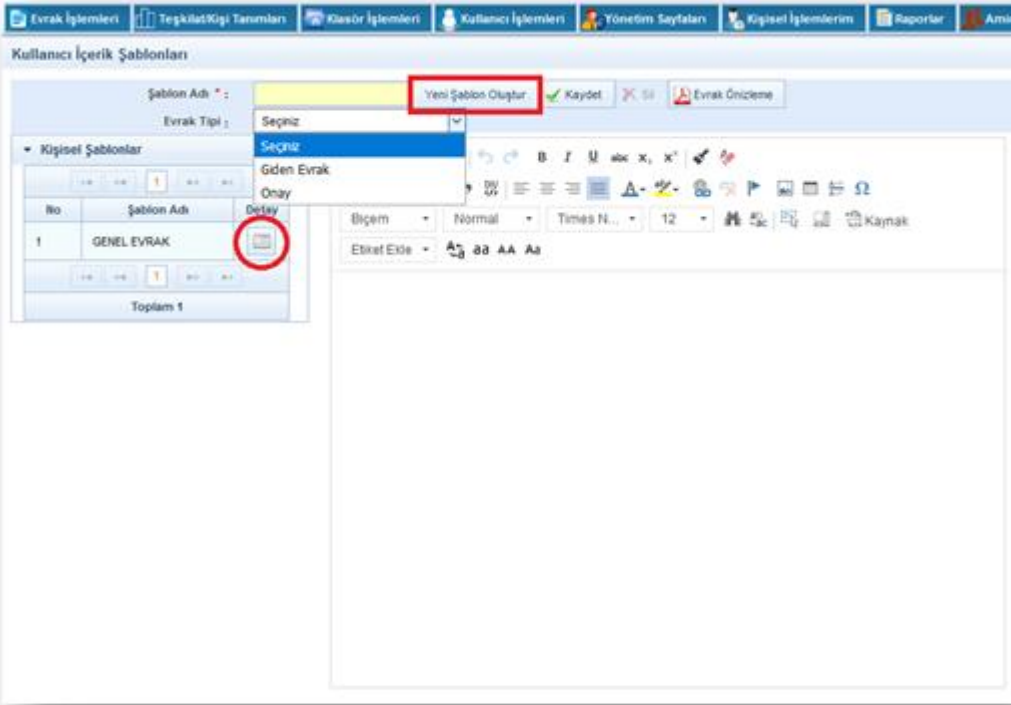 Evrak İşlemleri Teşkilat/Kişi Tanımları Klasör İşlemleri Kullanıcı İşlemleri Yönetim Sayfaları Kişisel İşlemlerim Raporlar Ami
Kullanıcı İçerik Şablonları
Şablon Adı * : Yeni Şablon Oluştur Kaydet Sil Evrak Önizleme
Evrak Tipi : Seçiniz
Seçiniz
Giden Evrak
Onay
Kişisel Şablonlar
1
No Şablon Adı Detay
1 GENEL EVRAK
1
Toplam 1
B I U abc x, x'
Biçem Normal Times N... 12 Kaynak
Etiket Ekle aa AA Aa